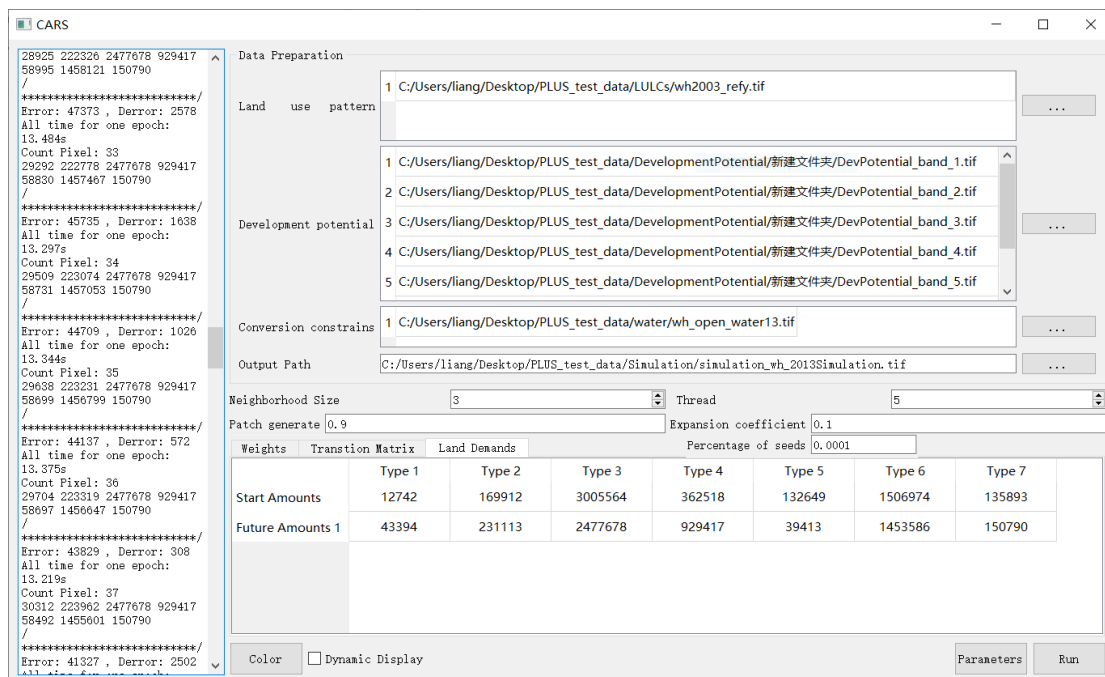 CARS
28925 222326 2477678 929417
58995 1458121 150790
/
***************************/
Error: 47373 , Derror: 2578
All time for one epoch:
13.484s
Count Pixel: 33
29292 222778 2477678 929417
58830 1457467 150790
/
***************************/
Error: 45735 , Derror: 1638
All time for one epoch:
13.297s
Count Pixel: 34
29509 223074 2477678 929417
58731 1457053 150790
/
***************************/
Error: 44709 , Derror: 1026
All time for one epoch:
13.344s
Count Pixel: 35
29638 223231 2477678 929417
58699 1456799 150790
/
***************************/
Error: 44137 , Derror: 572
All time for one epoch:
13.375s
Count Pixel: 36
29704 223319 2477678 929417
58697 1456647 150790
/
***************************/
Error: 43829 , Derror: 308
All time for one epoch:
13.219s
Count Pixel: 37
30312 223962 2477678 929417
58492 1455601 150790
/
***************************/
Error: 41327 , Derror: 2502
Data Preparation
Land use pattern
1 C:/Users/liang/Desktop/PLUS_test_data/LULCs/wh2003_refy.tif
...
Development potential
1 C:/Users/liang/Desktop/PLUS_test_data/DevelopmentPotential/新建文件夹/DevPotential_band_1.tif
2 C:/Users/liang/Desktop/PLUS_test_data/DevelopmentPotential/新建文件夹/DevPotential_band_2.tif
3 C:/Users/liang/Desktop/PLUS_test_data/DevelopmentPotential/新建文件夹/DevPotential_band_3.tif
4 C:/Users/liang/Desktop/PLUS_test_data/DevelopmentPotential/新建文件夹/DevPotential_band_4.tif
5 C:/Users/liang/Desktop/PLUS_test_data/DevelopmentPotential/新建文件夹/DevPotential_band_5.tif
...
Conversion constrains
1 C:/Users/liang/Desktop/PLUS_test_data/water/wh_open_water13.tif
...
Output Path C:/Users/liang/Desktop/PLUS_test_data/Simulation/simulation_wh_2013Simulation.tif ...
Neighborhood Size 3 Thread 5
Patch generate 0.9 Expansion coefficient 0.1
Weights Transtion Matrix Land Demands Percentage of seeds 0.0001
Type 1 Type 2 Type 3 Type 4 Type 5 Type 6 Type 7
Start Amounts 12742 169912 3005564 362518 132649 1506974 135893
Future Amounts 1 43394 231113 2477678 929417 39413 1453586 150790
Color Dynamic Display Parameters Run